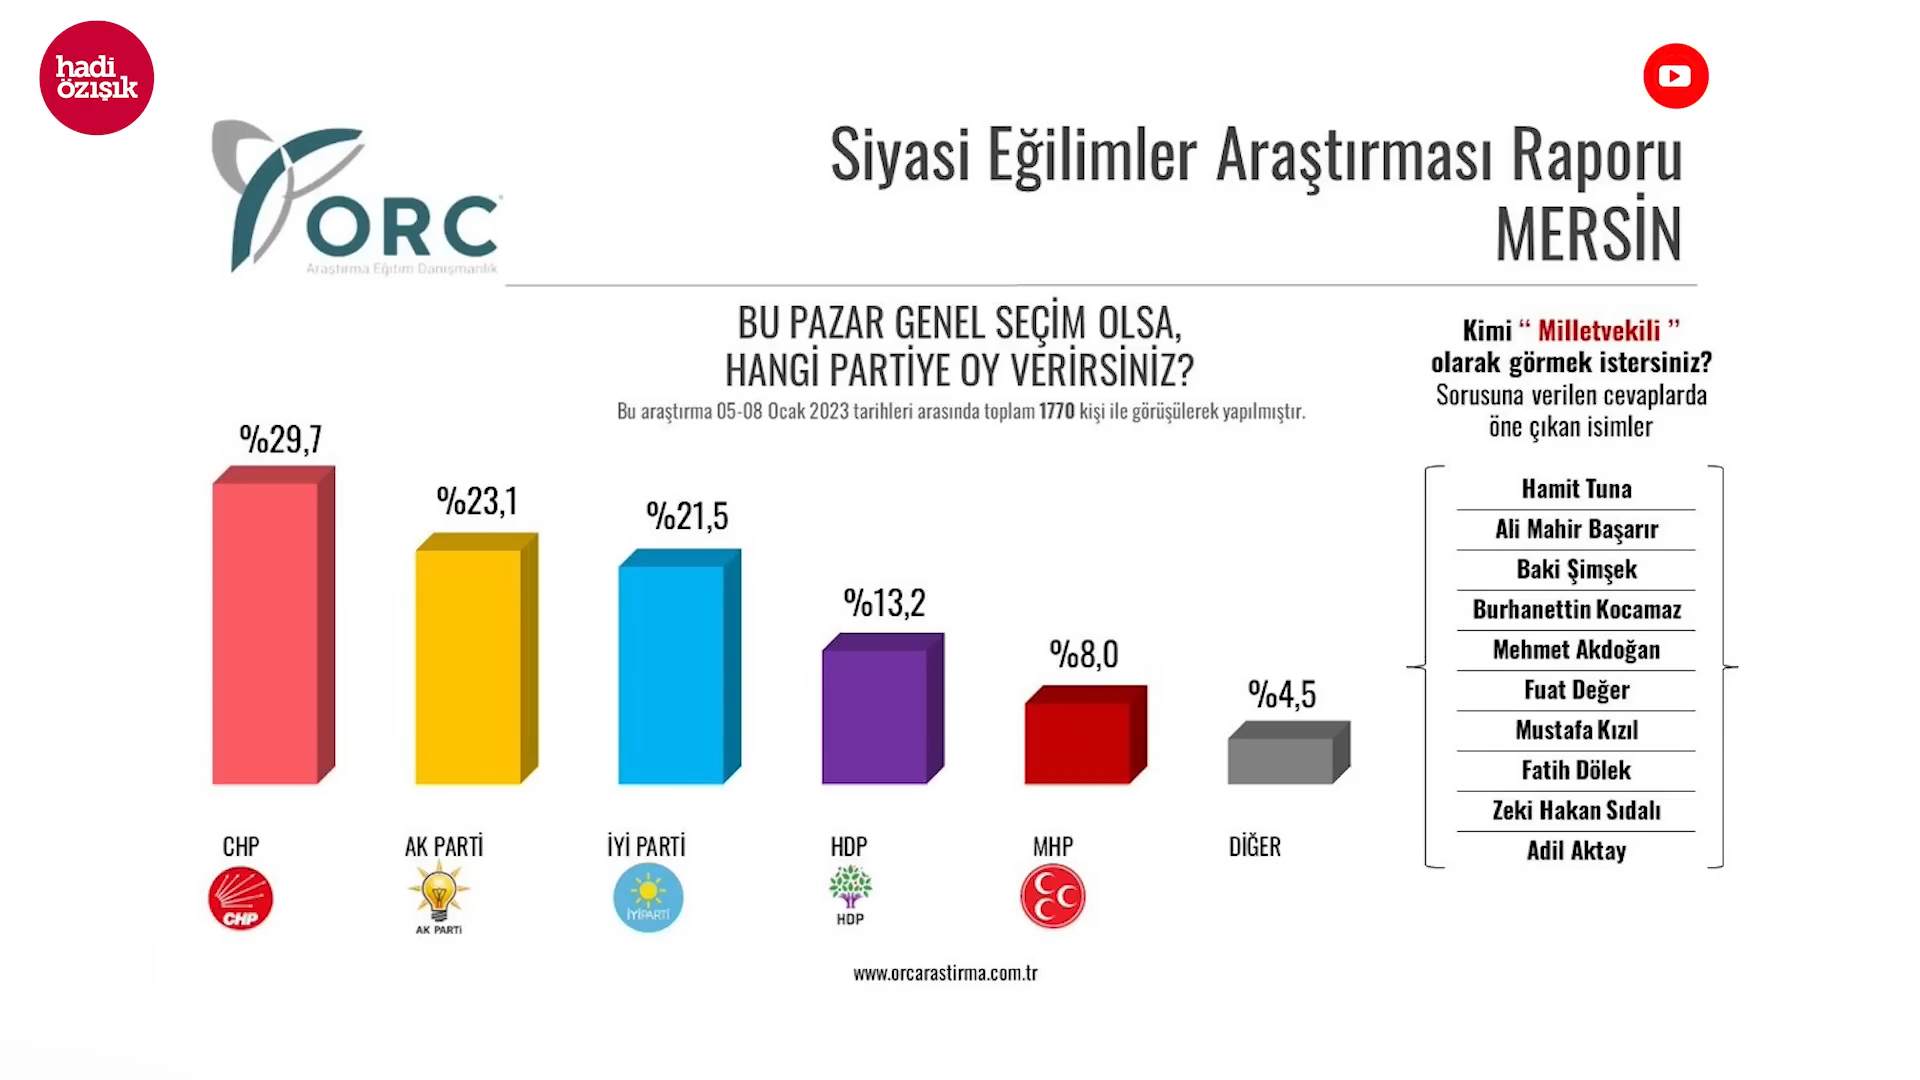 hadi
özışık
ORC
Araştırma Eğitim Danışmanlık
Siyasi Eğilimler Araştırması Raporu
MERSİN
BU PAZAR GENEL SEÇİM OLSA,
HANGİ PARTİYE OY VERİRSİNİZ?
Bu araştırma 05-08 Ocak 2023 tarihleri arasında toplam 1770 kişi ile görüşülerek yapılmıştır.
%29,7
%23,1
%21,5
%13,2
%8,0
%4,5
CHP
AK PARTİ
İYİ PARTİ
HDP
MHP
DİĞER
CHP
AK PARTİ
İYİ PARTİ
HDP
Kimi “ Milletvekili ”
olarak görmek istersiniz?
Sorusuna verilen cevaplarda
öne çıkan isimler
Hamit Tuna
Ali Mahir Başarır
Baki Şimşek
Burhanettin Kocamaz
Mehmet Akdoğan
Fuat Değer
Mustafa Kızıl
Fatih Dölek
Zeki Hakan Sıdalı
Adil Aktay
www.orcarastirma.com.tr